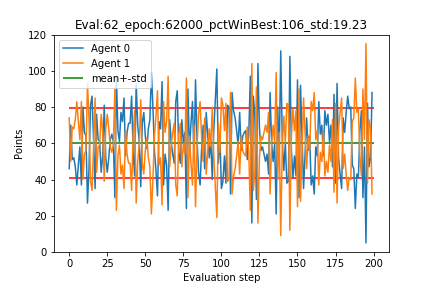 Eval:62_epoch:62000_pctWinBest:106_std:19.23
Agent 0
Agent 1
mean+-std
Points
120
100
80
60
40
20
0
0 25 50 75 100 125 150 175 200
Evaluation step